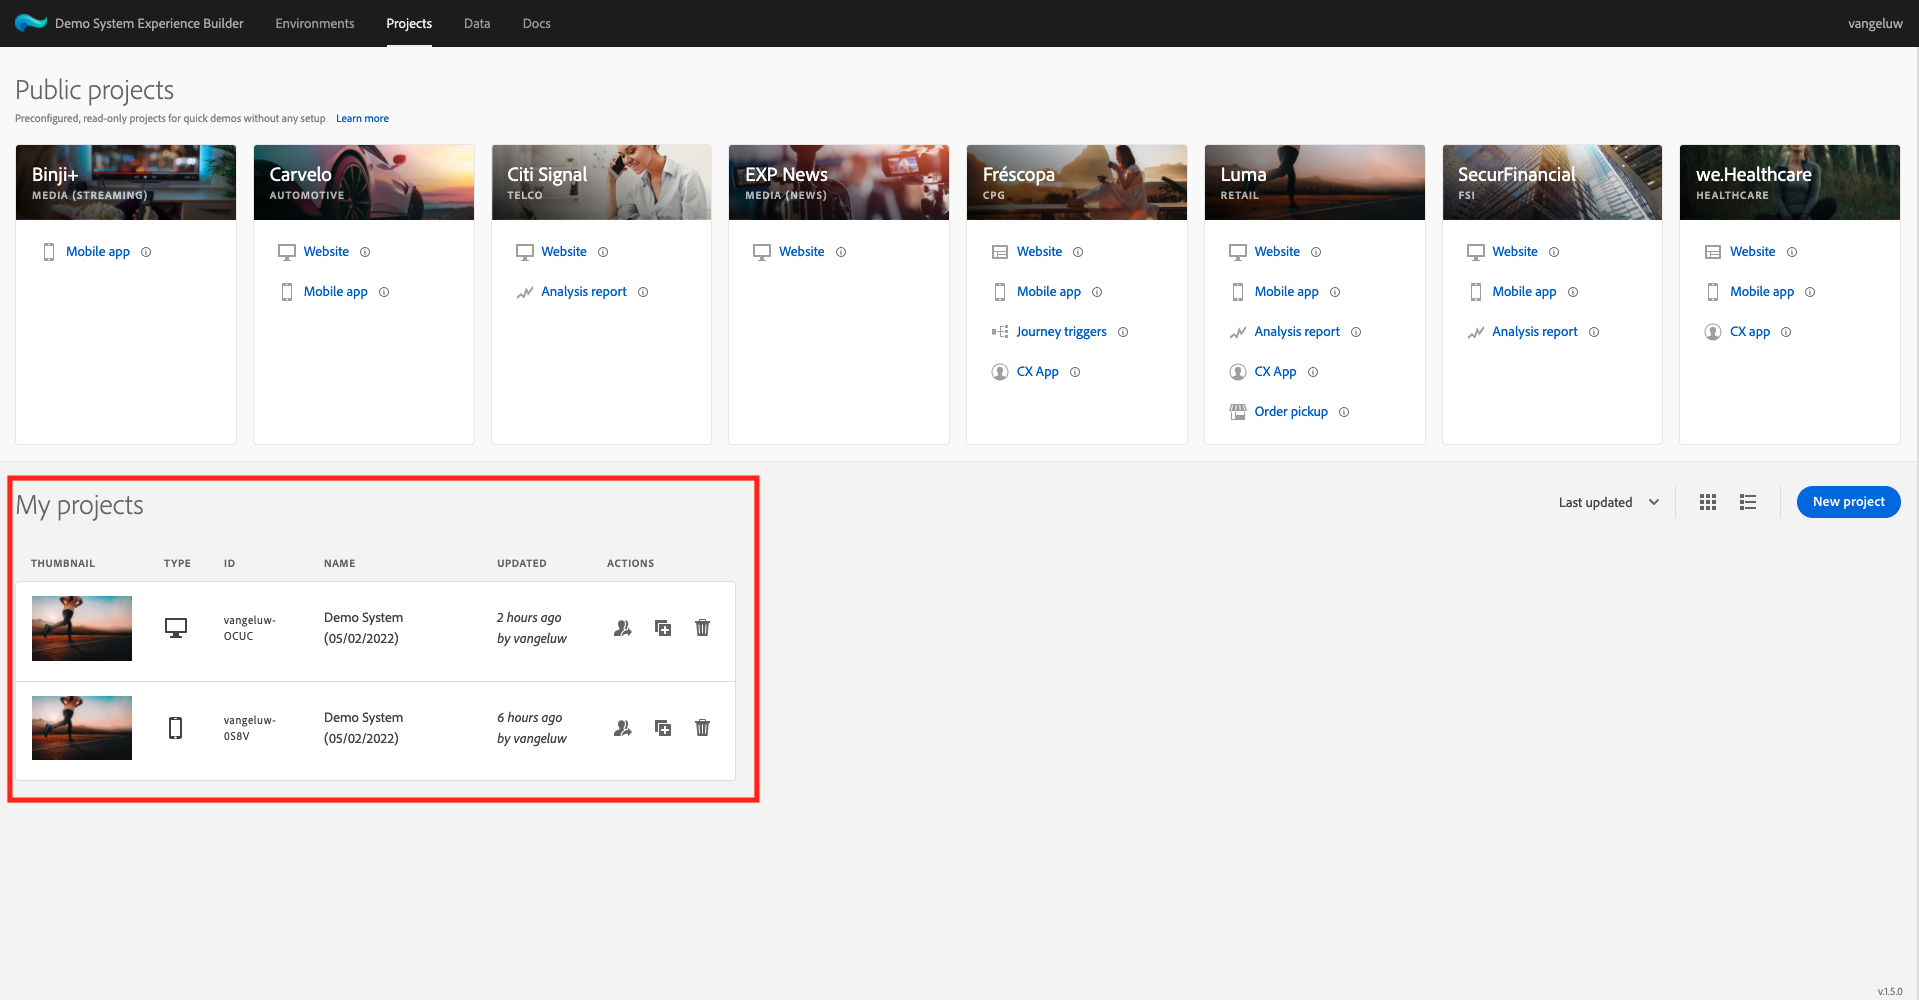 Demo System Experience Builder Environments Projects Data Docs vangeluw
Public projects
Preconfigured, read-only projects for quick demos without any setup Learn more
Binji+
MEDIA (STREAMING)
Mobile app
Carvelo
AUTOMOTIVE
Website
Mobile app
Citi Signal
TELCO
Website
Analysis report
EXP News
MEDIA (NEWS)
Website
Fréscopa
CPG
Website
Mobile app
Journey triggers
CX App
Luma
RETAIL
Website
Mobile app
Analysis report
CX App
Order pickup
SecurFinancial
FSI
Website
Mobile app
Analysis report
we.Healthcare
HEALTHCARE
Website
Mobile app
CX app
My projects
Last updated
New project
THUMBNAIL TYPE ID NAME UPDATED ACTIONS
vangeluw-
OCUC
Demo System
(05/02/2022)
2 hours ago
by vangeluw
vangeluw-
0S8V
Demo System
(05/02/2022)
6 hours ago
by vangeluw
v.1.5.0